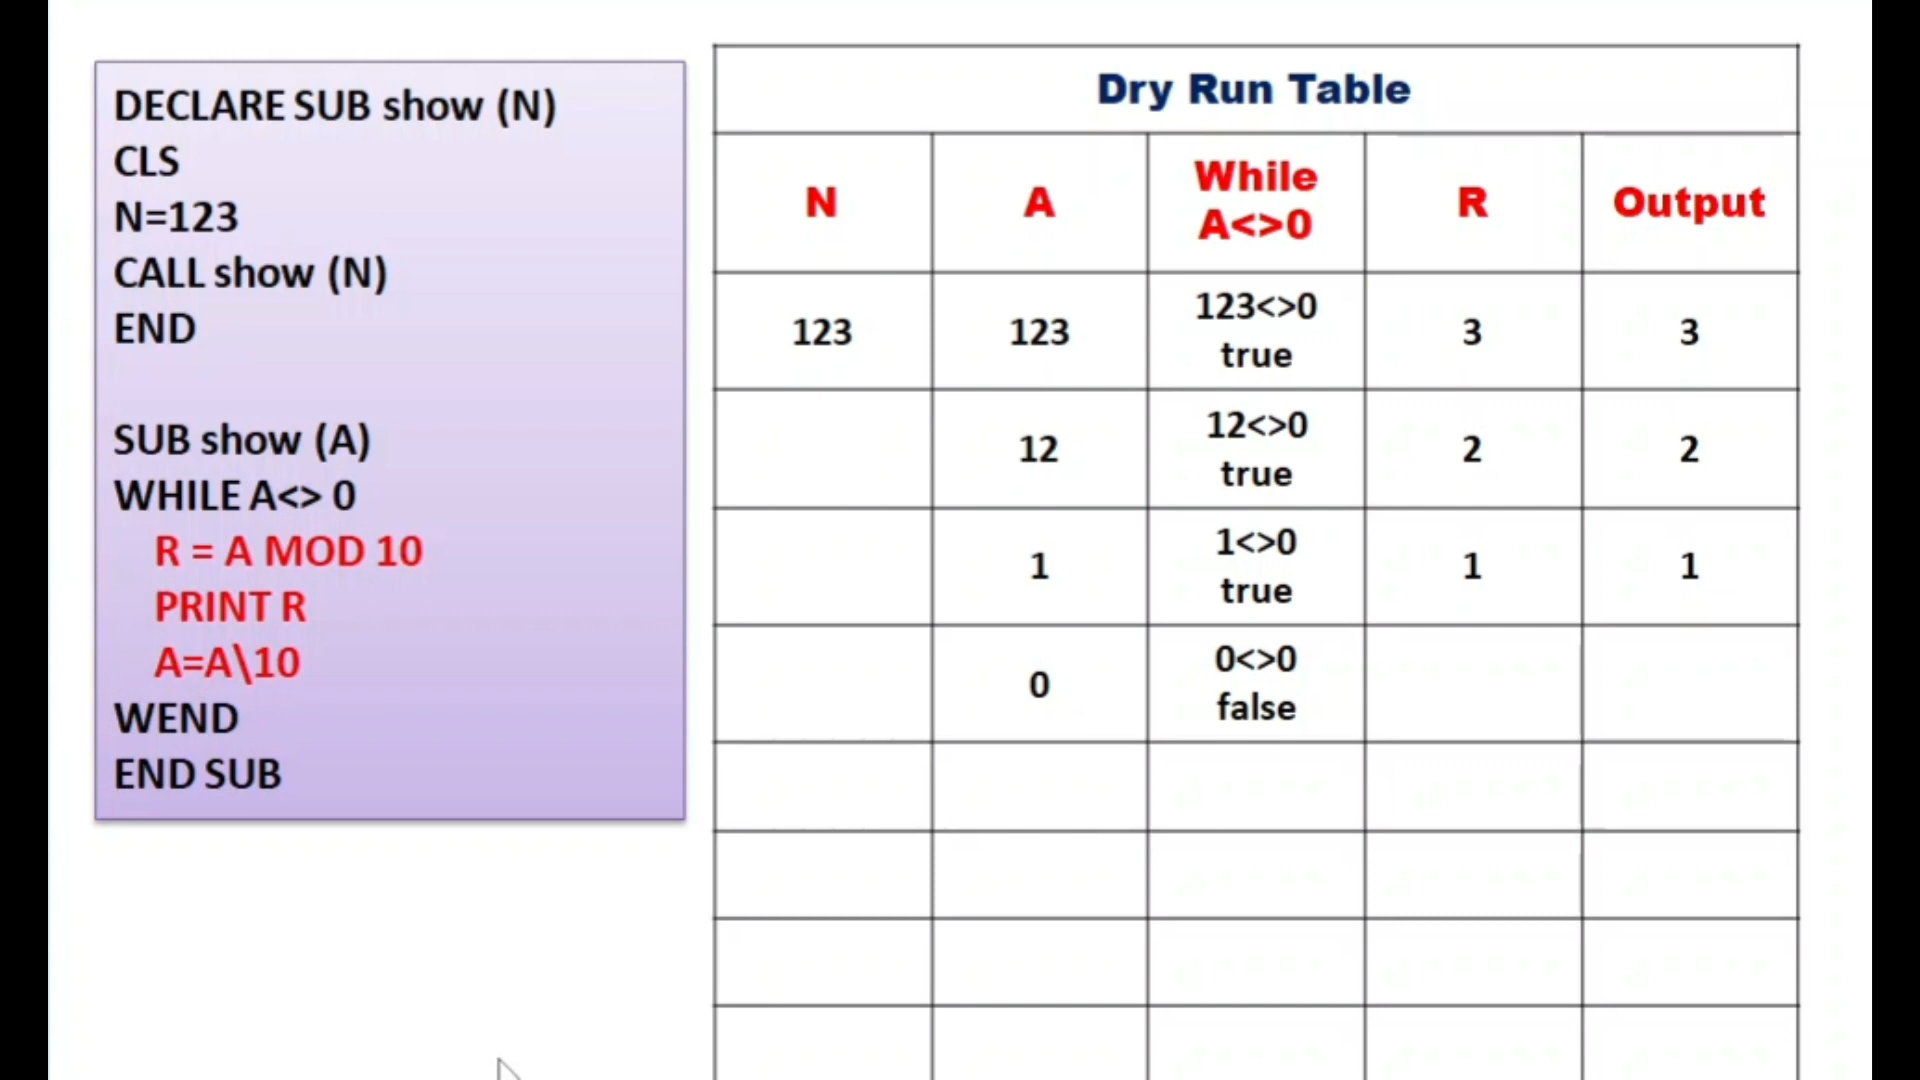 DECLARE SUB show (N)
CLS
N=123
CALL show (N)
END
SUB show (A)
WHILE A<> 0
R = A MOD 10
PRINT R
A=A\10
WEND
END SUB
Dry Run Table
N
A
While
A<>0
R
Output
123
123
123<>0
true
3
3
12
12<>0
true
2
2
1
1<>0
true
1
1
0
0<>0
false